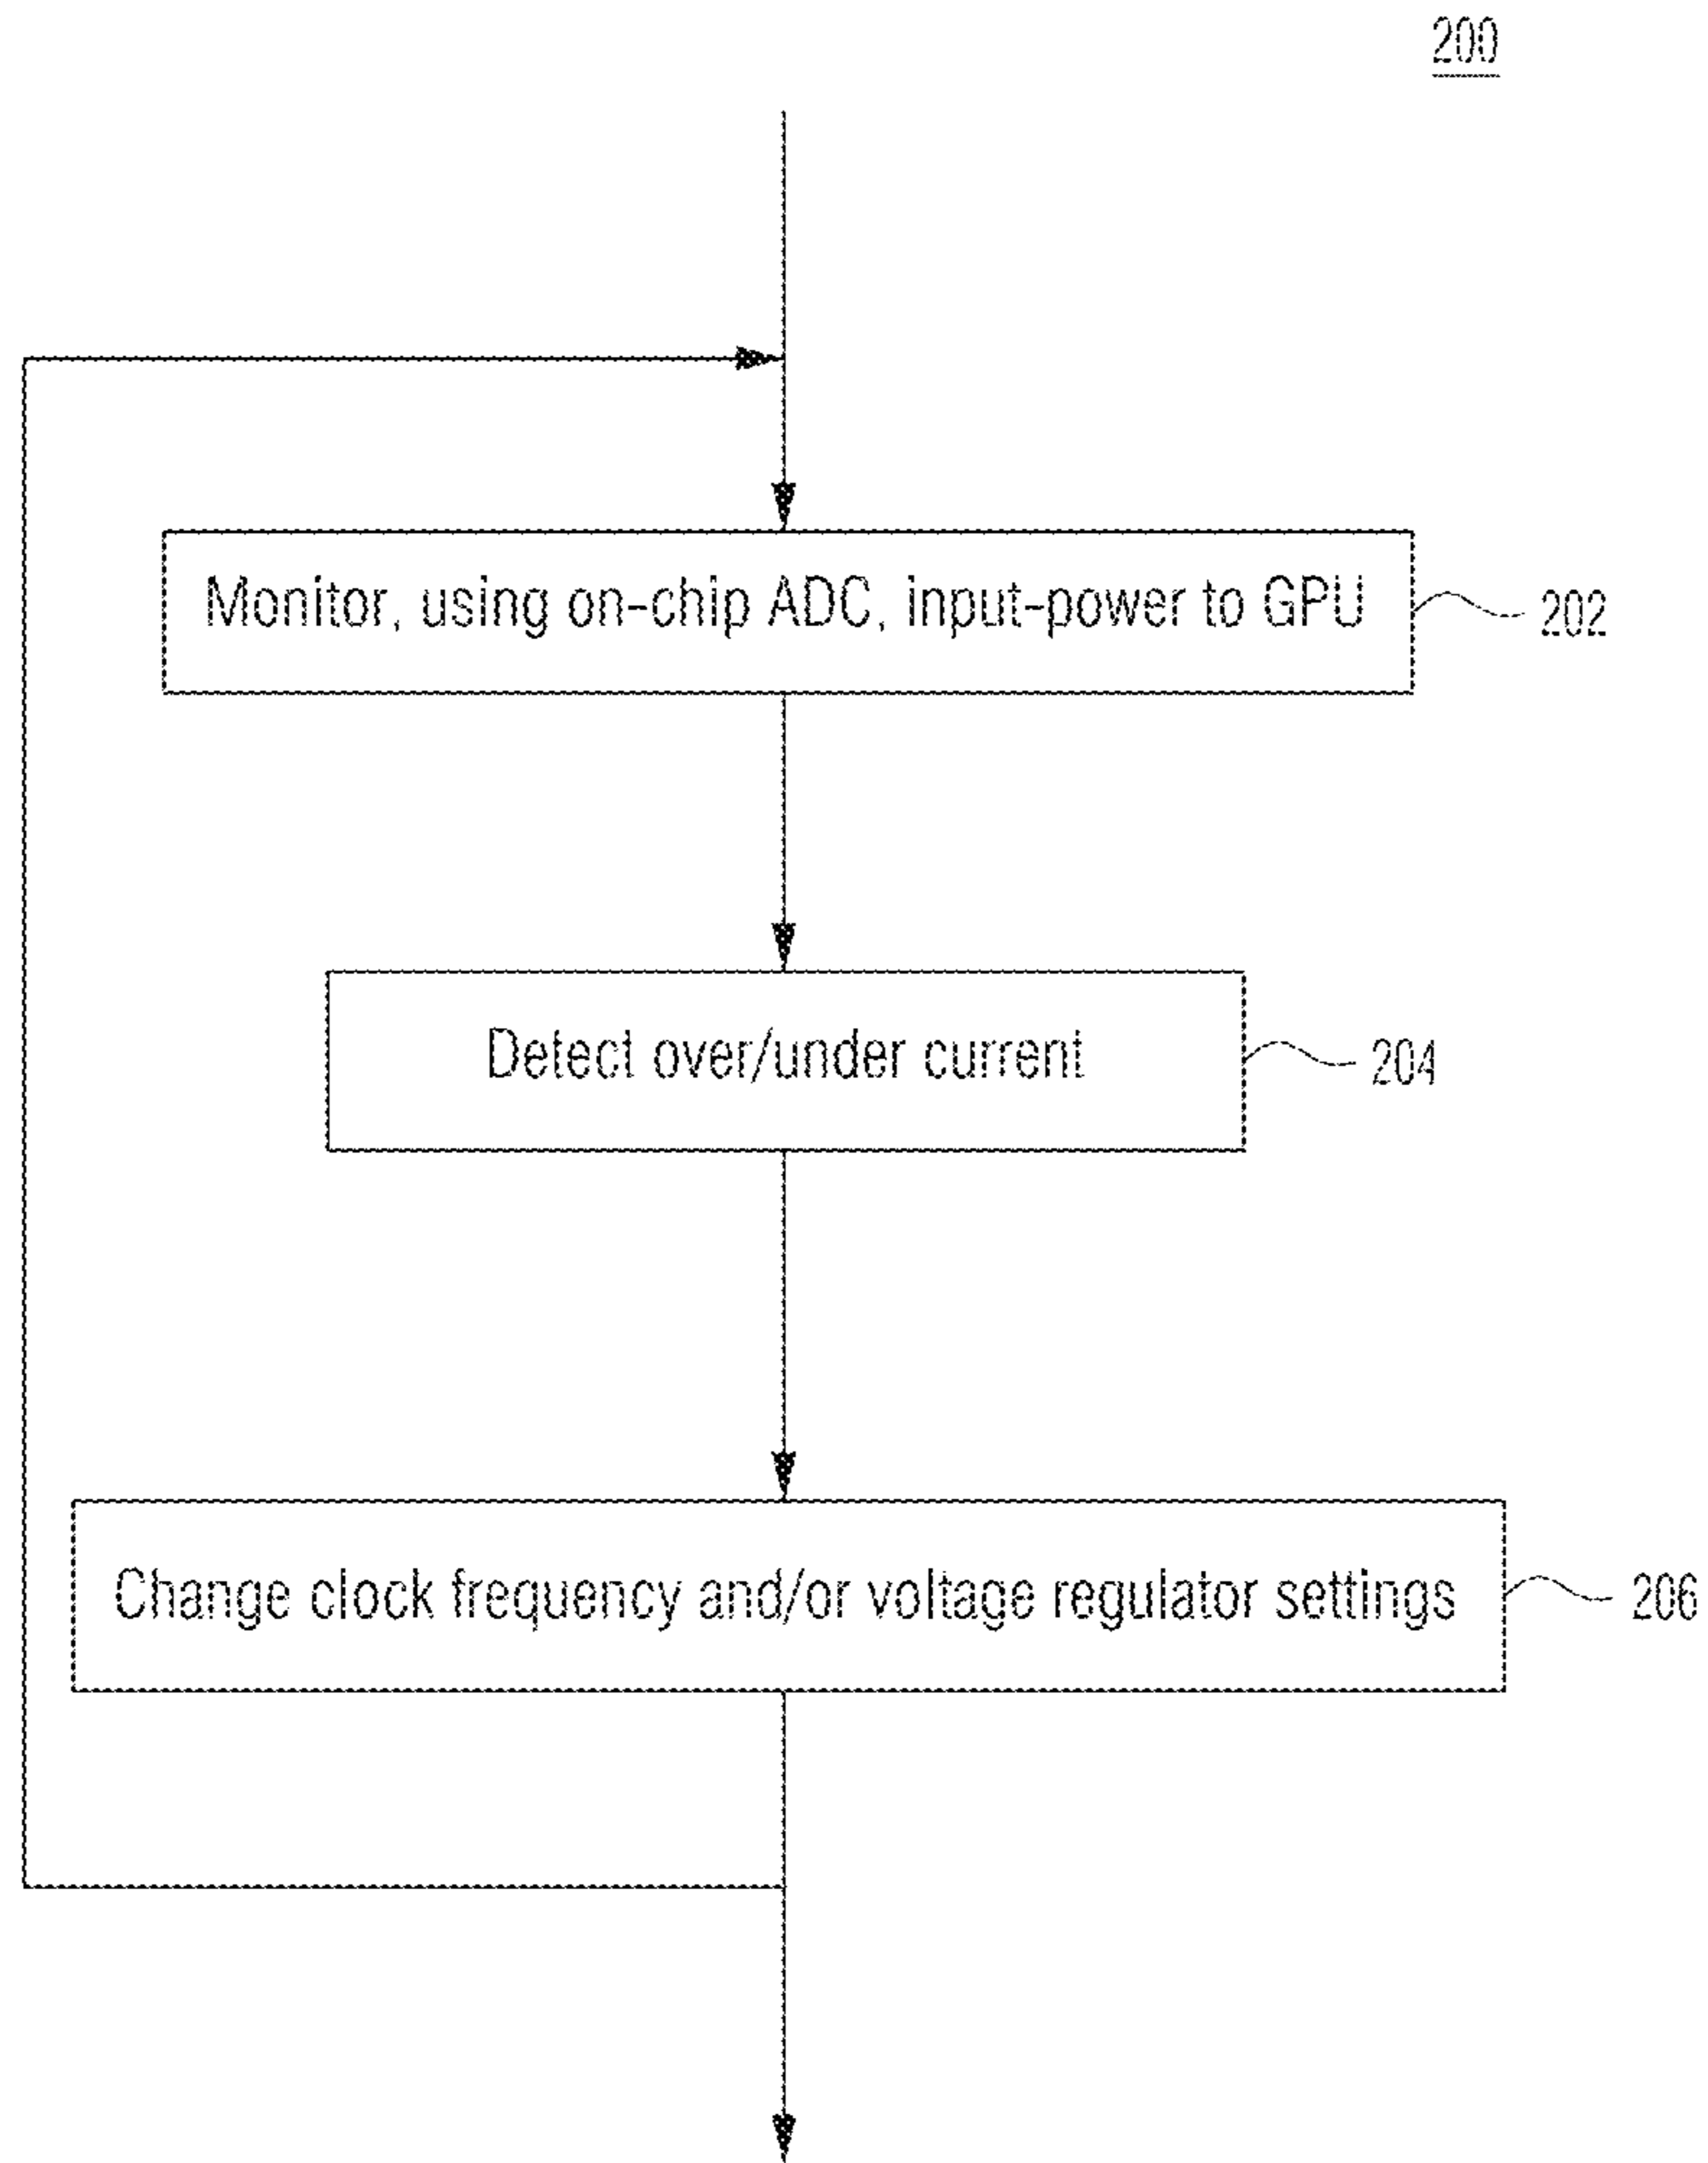 200
Monitor, using on-chip ADC, input-power to GPU
202
Detect over/under current
204
Change clock frequency and/or voltage regulator settings
206